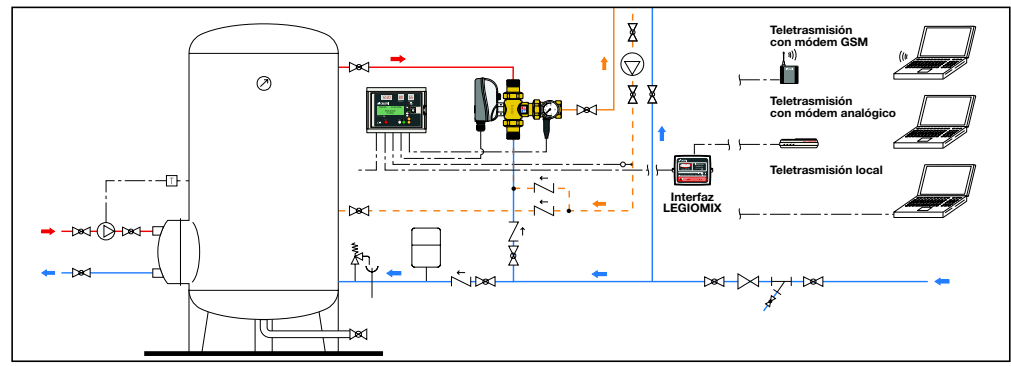 Teletrasmisión
con módem GSM
Teletrasmisión
con módem analógico
Teletrasmisión local
Interfaz
LEGIOMIX
T